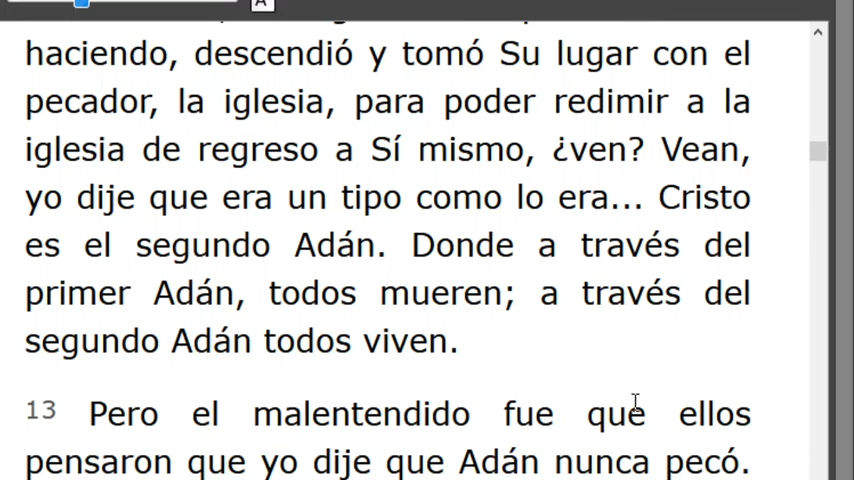 A
haciendo, descendió y tomó Su lugar con el
pecador, la iglesia, para poder redimir a la
iglesia de regreso a Sí mismo, ¿ven? Vean,
yo dije que era un tipo como lo era... Cristo
es el segundo Adán. Donde a través del
primer Adán, todos mueren; a través del
segundo Adán todos viven.
13 Pero el malentendido fue que ellos
pensaron que yo dije que Adán nunca pecó.